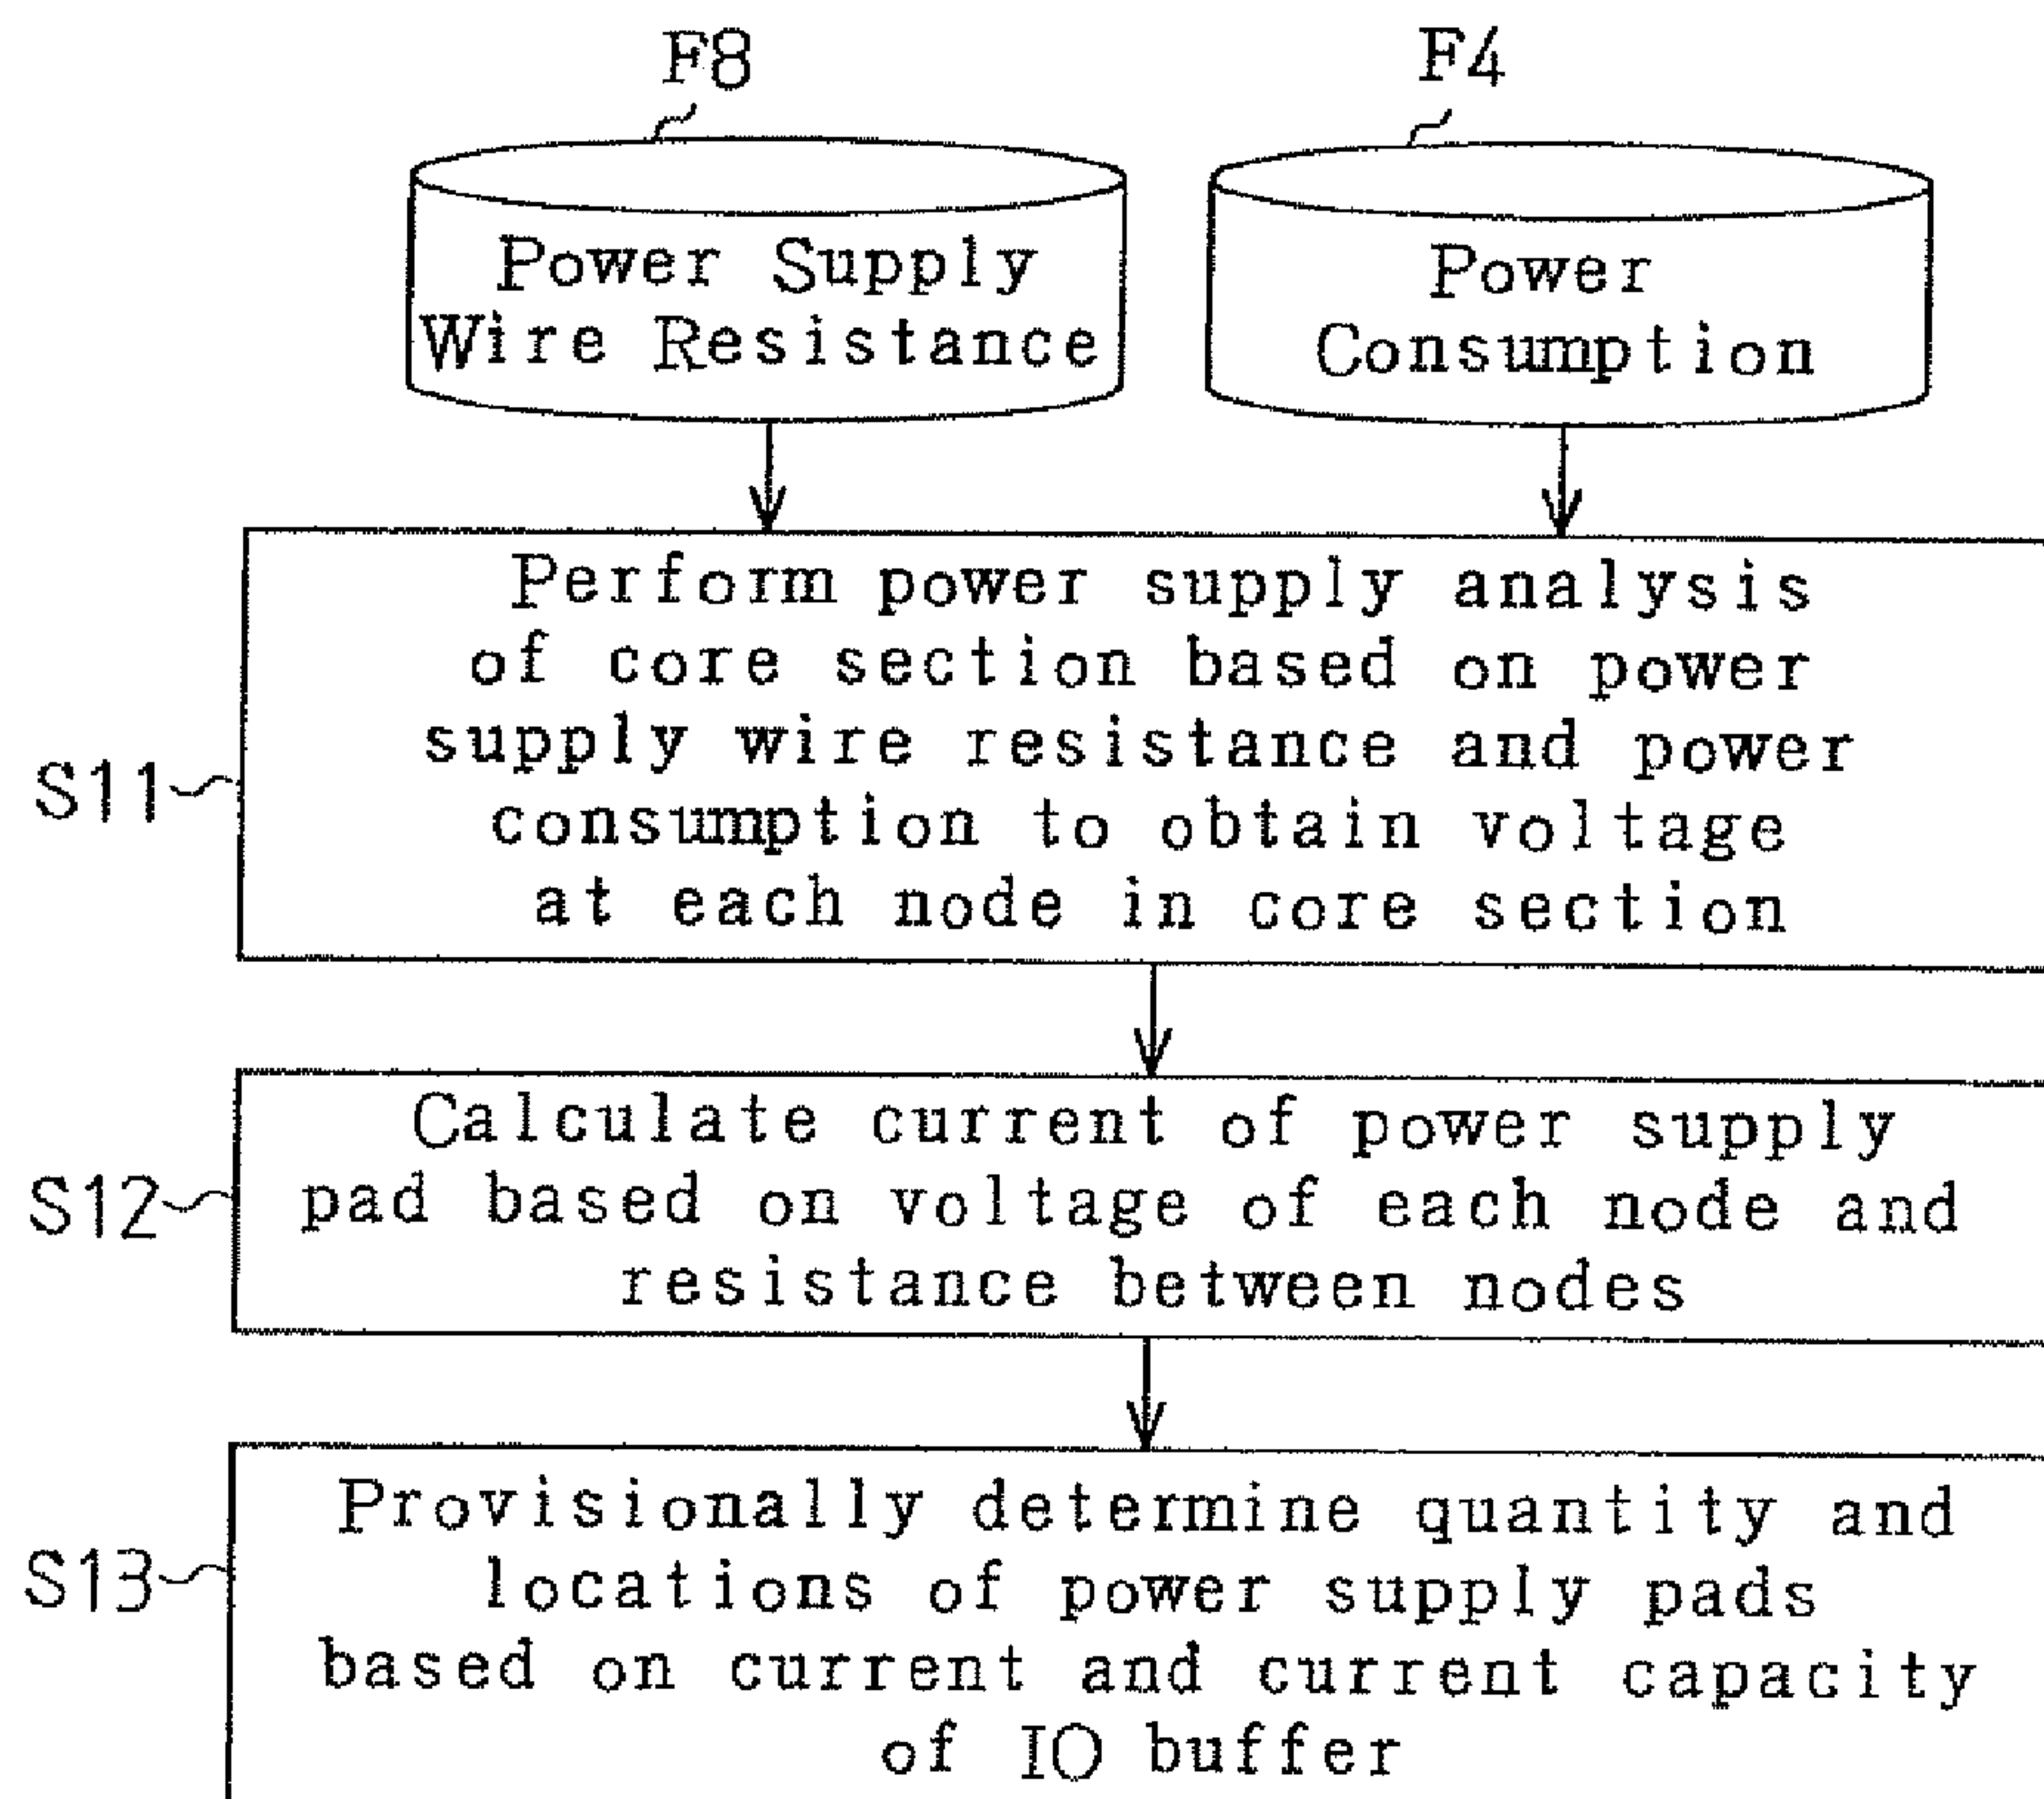 F8
F4
Power Supply
Wire Resistance
Power
Consumption
S11
Perform power supply analysis
of core section based on power
supply wire resistance and power
consumption to obtain voltage
at each node in core section
S12
Calculate current of power supply
pad based on voltage of each node and
resistance between nodes
S13
Provisionally determine quantity and
locations of power supply pads
based on current and current capacity
of IO buffer